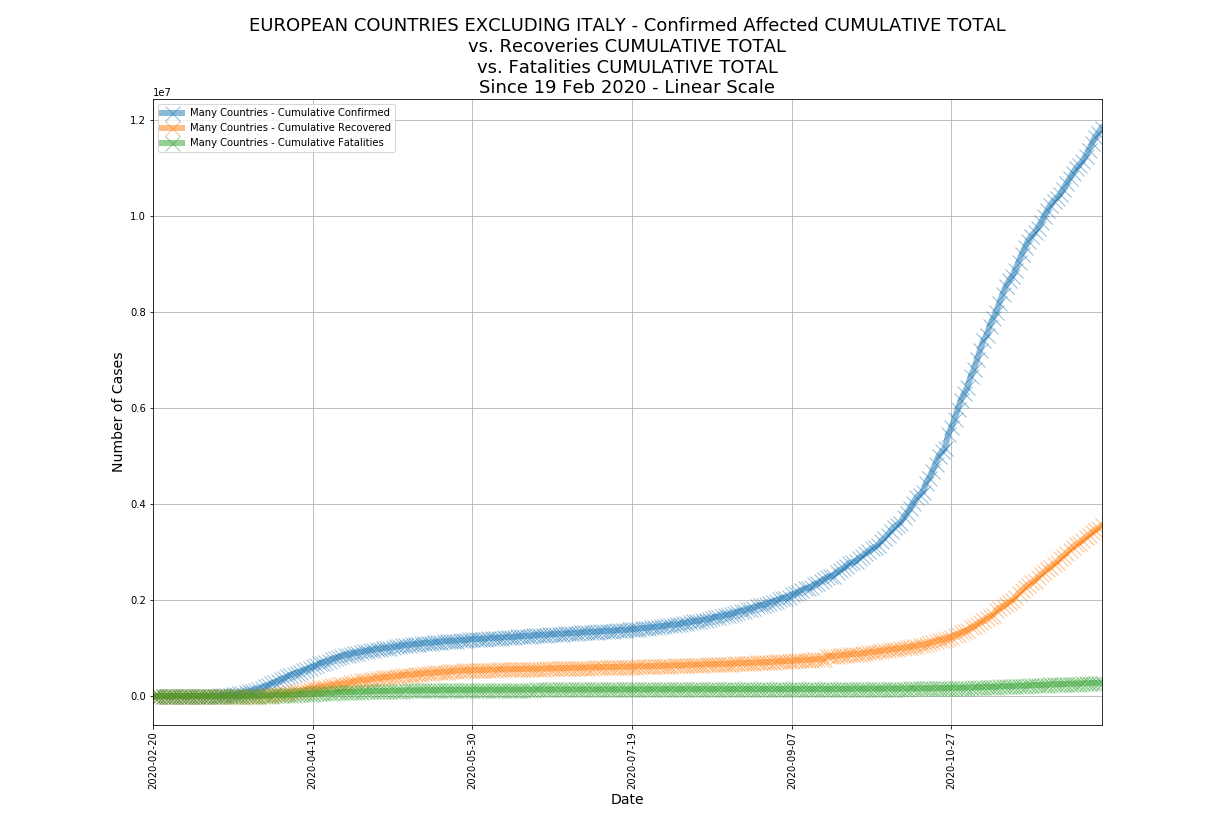 EUROPEAN COUNTRIES EXCLUDING ITALY - Confirmed Affected CUMULATIVE TOTAL
vs. Recoveries CUMULATIVE TOTAL
vs. Fatalities CUMULATIVE TOTAL
Since 19 Feb 2020 - Linear Scale
1e7
Many Countries - Cumulative Confirmed
Many Countries - Cumulative Recovered
Many Countries - Cumulative Fatalities
1.2
1.0
0.8
0.6
0.4
0.2
0.0
Number of Cases
2020-02-20
2020-04-10
2020-05-30
2020-07-19
2020-09-07
2020-10-27
Date